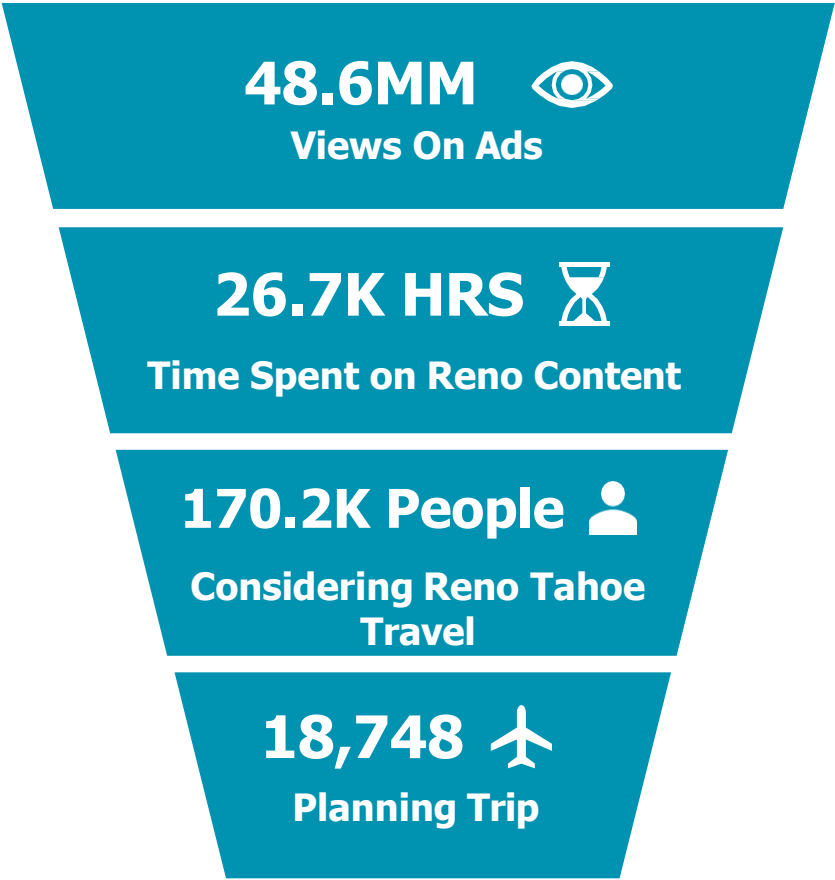 48.6MM
Views On Ads
26.7K HRS
Time Spent on Reno Content
170.2K People
Considering Reno Tahoe
Travel
18,748
Planning Trip